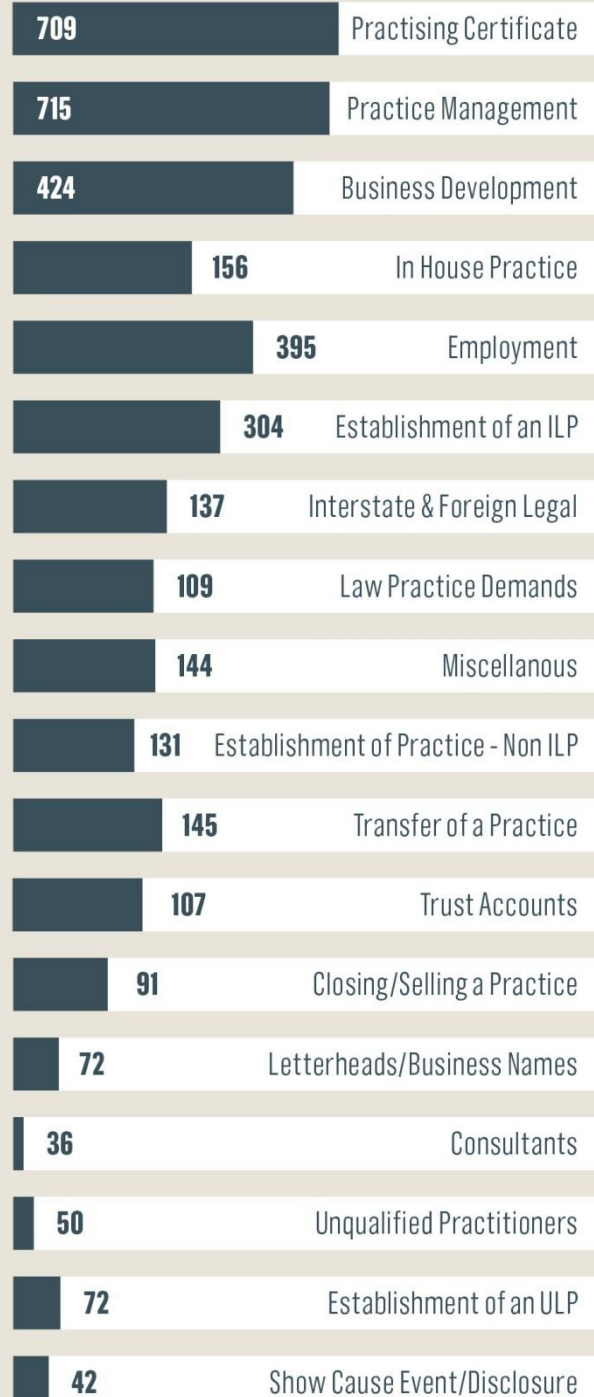 709 Practising Certificate
715 Practice Management
424 Business Development
156 In House Practice
395 Employment
304 Establishment of an ILP
137 Interstate & Foreign Legal
109 Law Practice Demands
144 Miscellanous
131 Establishment of Practice - Non ILP
145 Transfer of a Practice
107 Trust Accounts
91 Closing/Selling a Practice
72 Letterheads/Business Names
36 Consultants
50 Unqualified Practitioners
72 Establishment of an ULP
42 Show Cause Event/Disclosure